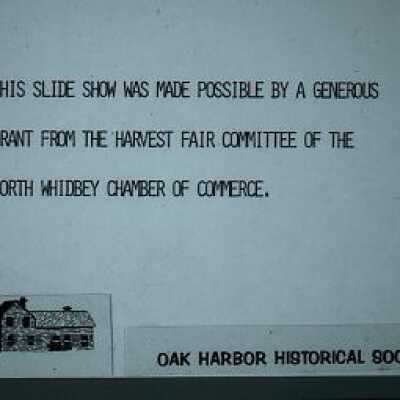 HIS SLIDE SHOW WAS MADE POSSIBLE BY A GENEROUS
RANT FROM THE HARVEST FAIR COMMITTEE OF THE
ORTH WHIDBEY CHAMBER OF COMMERCE.
OAK HARBOR HISTORICAL SOC